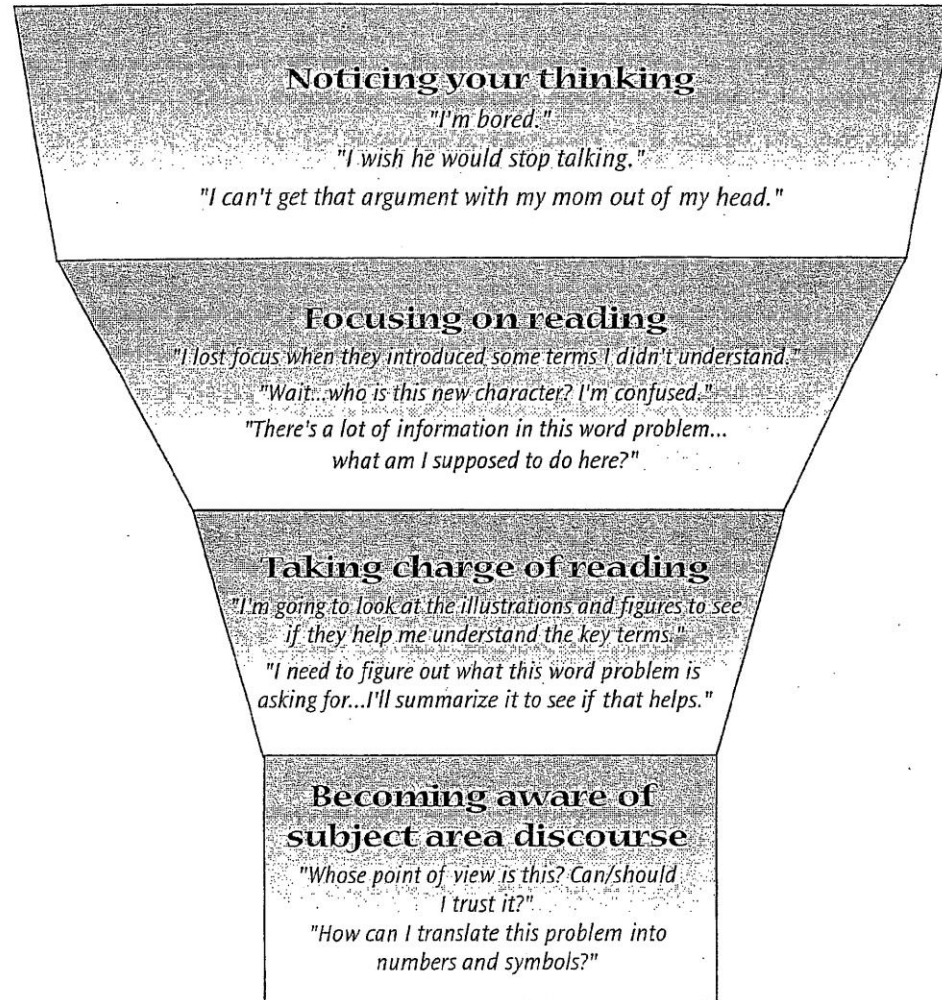 Noticing your thinking
"I'm bored."
"I wish he would stop talking."
"I can't get that argument with my mom out of my head."
Focusing on reading
"I lost focus when they introduced some terms I didn't understand."
"Wait...who is this new character? I'm confused."
"There's a lot of information in this word problem...
what am I supposed to do here?"
Taking charge of reading
"I'm going to look at the illustrations and figures to see
if they help me understand the key terms."
"I need to figure out what this word problem is
asking for...I'll summarize it to see if that helps."
Becoming aware of
subject area discourse
"Whose point of view is this? Can/should
I trust it?"
"How can I translate this problem into
numbers and symbols?"